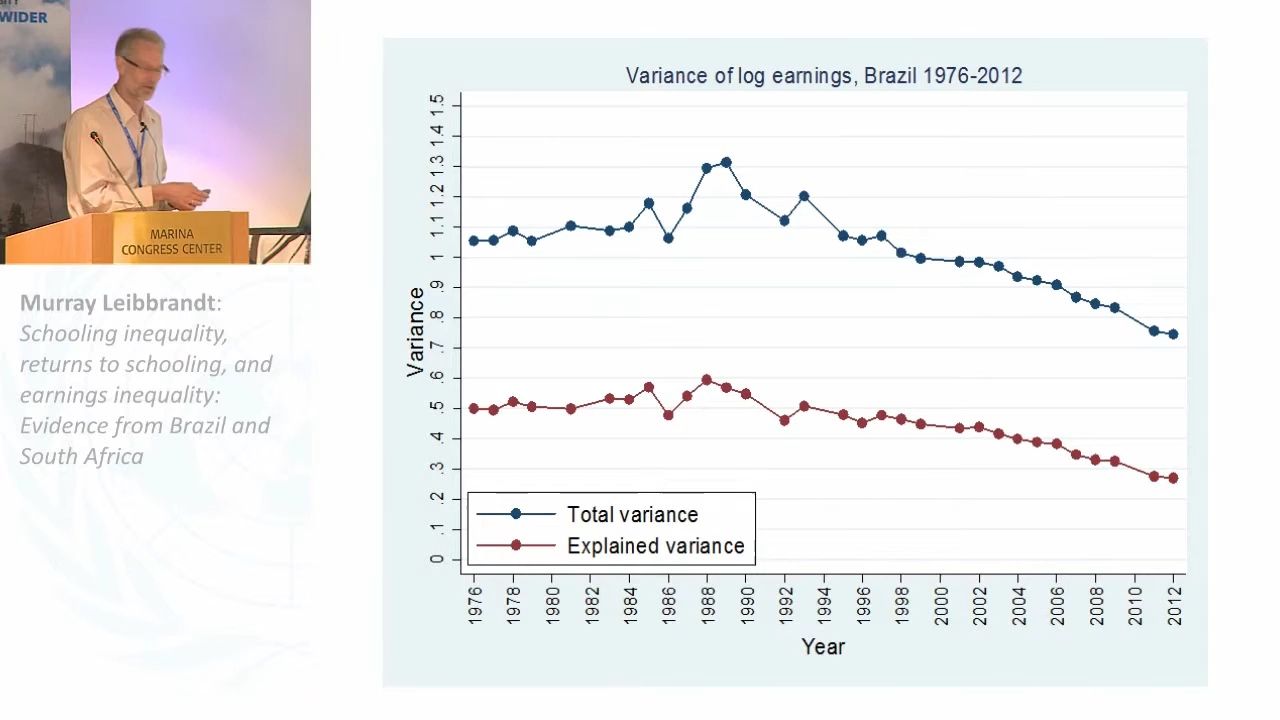 WIDER
MARINA
CONGRESS CENTER
Murray Leibbrandt:
Schooling inequality,
returns to schooling, and
earnings inequality:
Evidence from Brazil and
South Africa
Variance of log earnings, Brazil 1976-2012
Variance
1.5
1.4
1.3
1.2
1.1
1
.9
.8
.7
.6
.5
.4
.3
.2
.1
0
Total variance
Explained variance
1976 1978 1980 1982 1984 1986 1988 1990 1992 1994 1996 1998 2000 2002 2004 2006 2008 2010 2012
Year